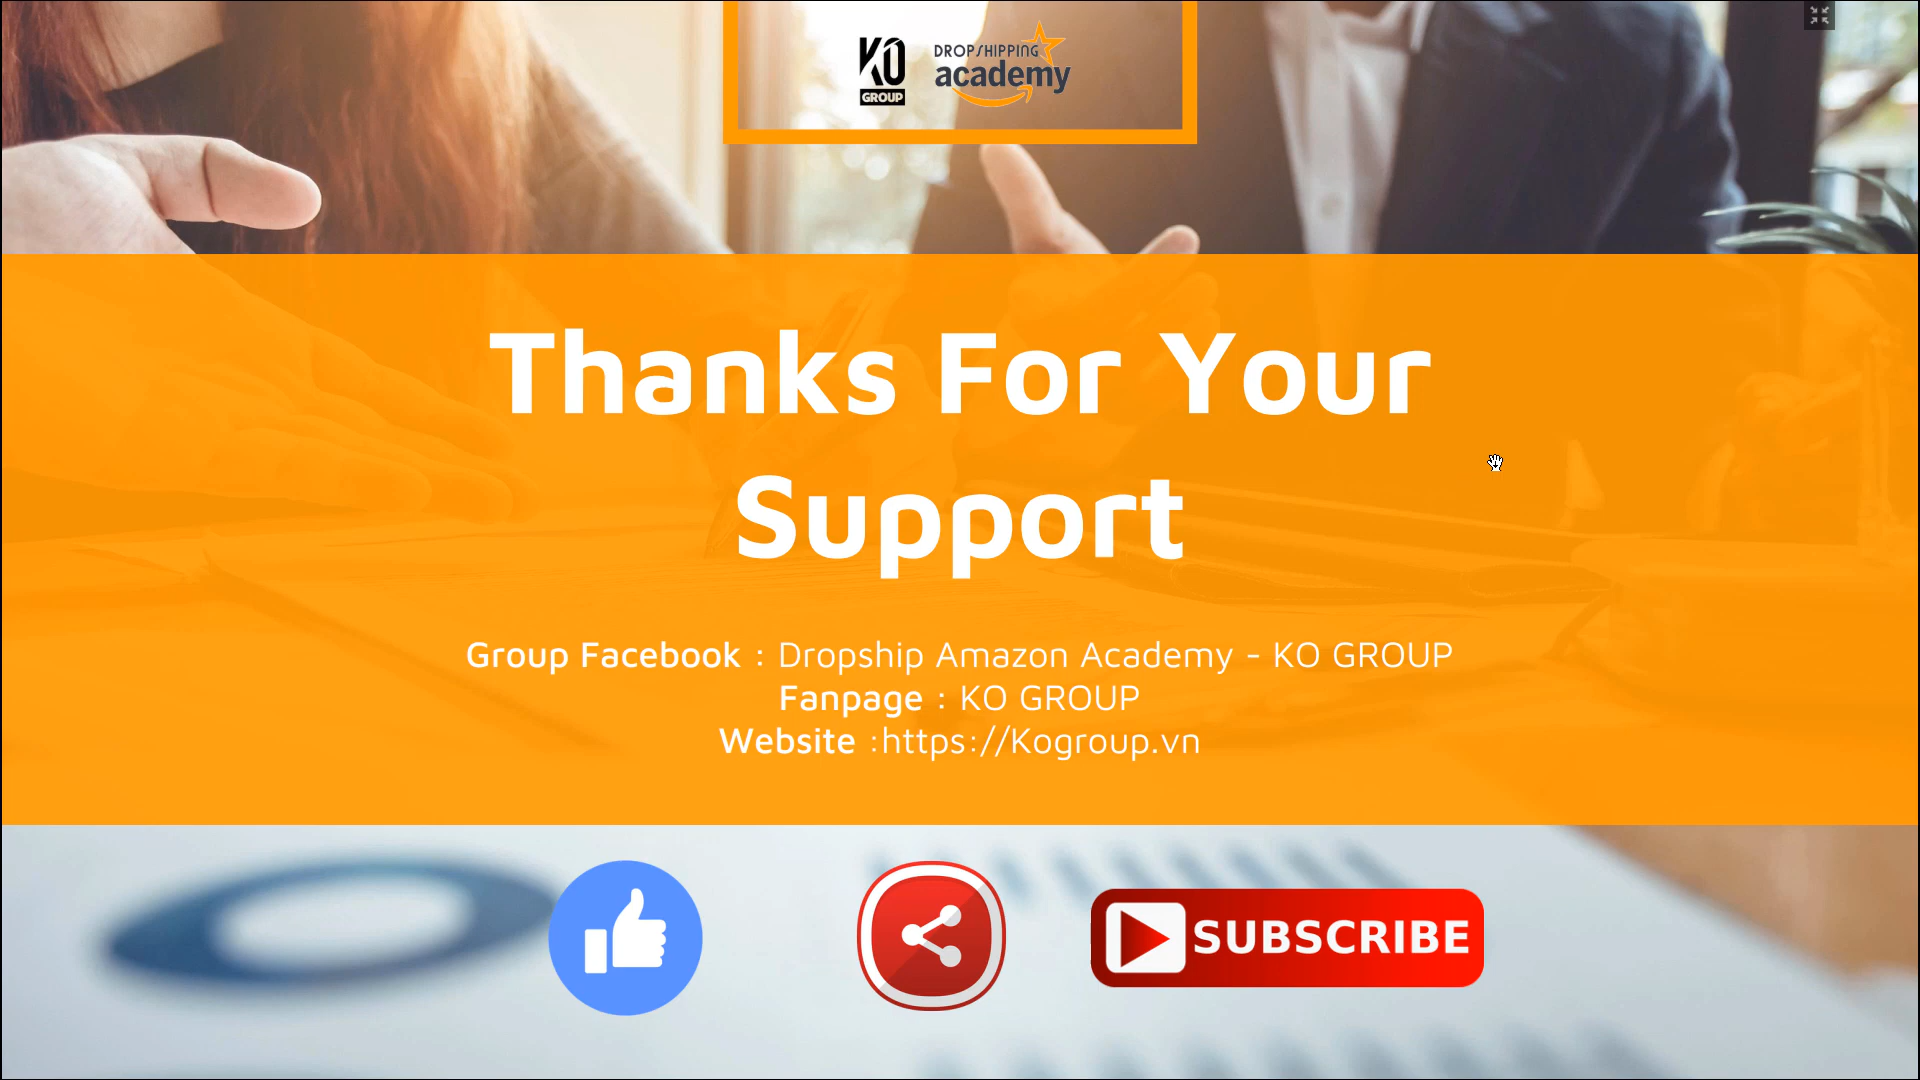 KO
GROUP
DROPSHIPPING
academy
Thanks For Your
Support
Group Facebook : Dropship Amazon Academy - KO GROUP
Fanpage : KO GROUP
Website :https://Kogroup.vn
SUBSCRIBE